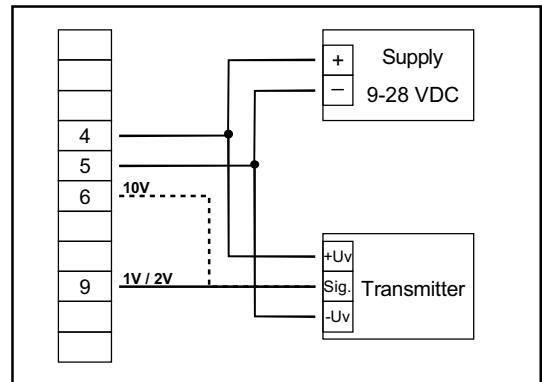 + Supply
– 9-28 VDC
4
5
6 10V
9 1V / 2V
+Uv
Sig. Transmitter
-Uv